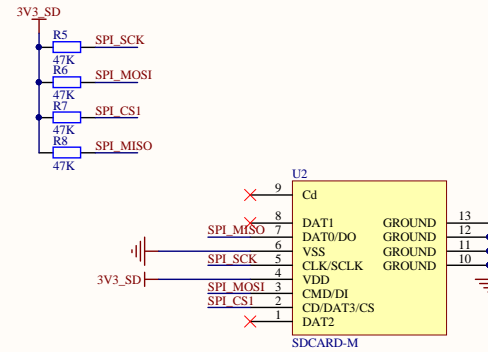 3V3_SD
R5
SPI_SCK
47K
R6
SPI_MOSI
47K
R7
SPI_CS1
47K
R8
SPI_MISO
47K
U2
9 Cd
8 DAT1 GROUND 13
SPI_MISO 7 DAT0/DO GROUND 12
6 VSS GROUND 11
SPI_SCK 5 CLK/SCLK GROUND 10
3V3_SD 4 VDD
SPI_MOSI 3 CMD/DI
SPI_CS1 2 CD/DAT3/CS
1 DAT2
SDCARD-M